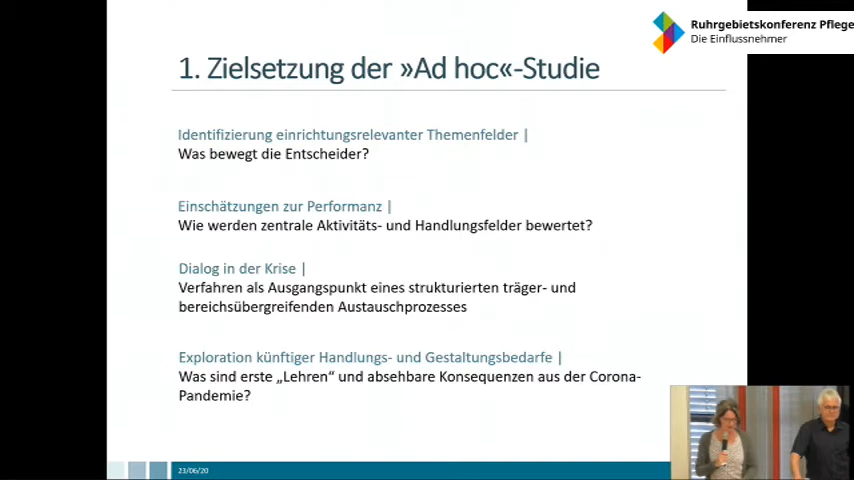 Ruhrgebietskonferenz Pflege
Die Einflussnehmer
1. Zielsetzung der »Ad hoc«-Studie
Identifizierung einrichtungsrelevanter Themenfelder |
Was bewegt die Entscheider?
Einschätzungen zur Performanz |
Wie werden zentrale Aktivitäts- und Handlungsfelder bewertet?
Dialog in der Krise |
Verfahren als Ausgangspunkt eines strukturierten träger- und
bereichsübergreifenden Austauschprozesses
Exploration künftiger Handlungs- und Gestaltungsbedarfe |
Was sind erste „Lehren“ und absehbare Konsequenzen aus der Corona-
Pandemie?
23/06/20